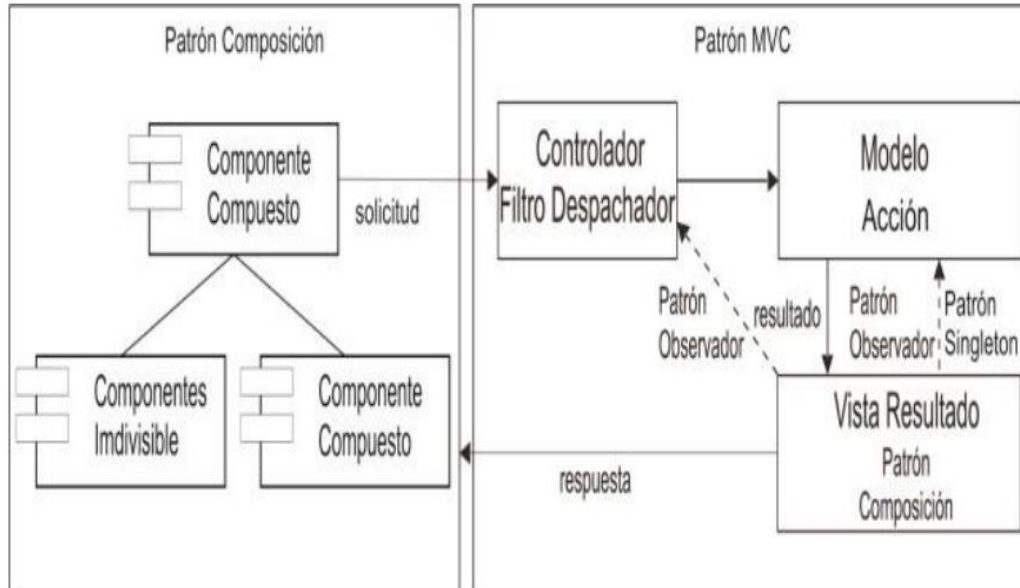 Patrón Composición
Componente
Compuesto
solicitud
Componentes
Imdivisible
Componente
Compuesto
Patrón MVC
Controlador
Filtro Despachador
Modelo
Acción
Patrón
Observador
resultado
Patrón
Observador
Patrón
Singleton
Vista Resultado
Patrón
Composición
respuesta